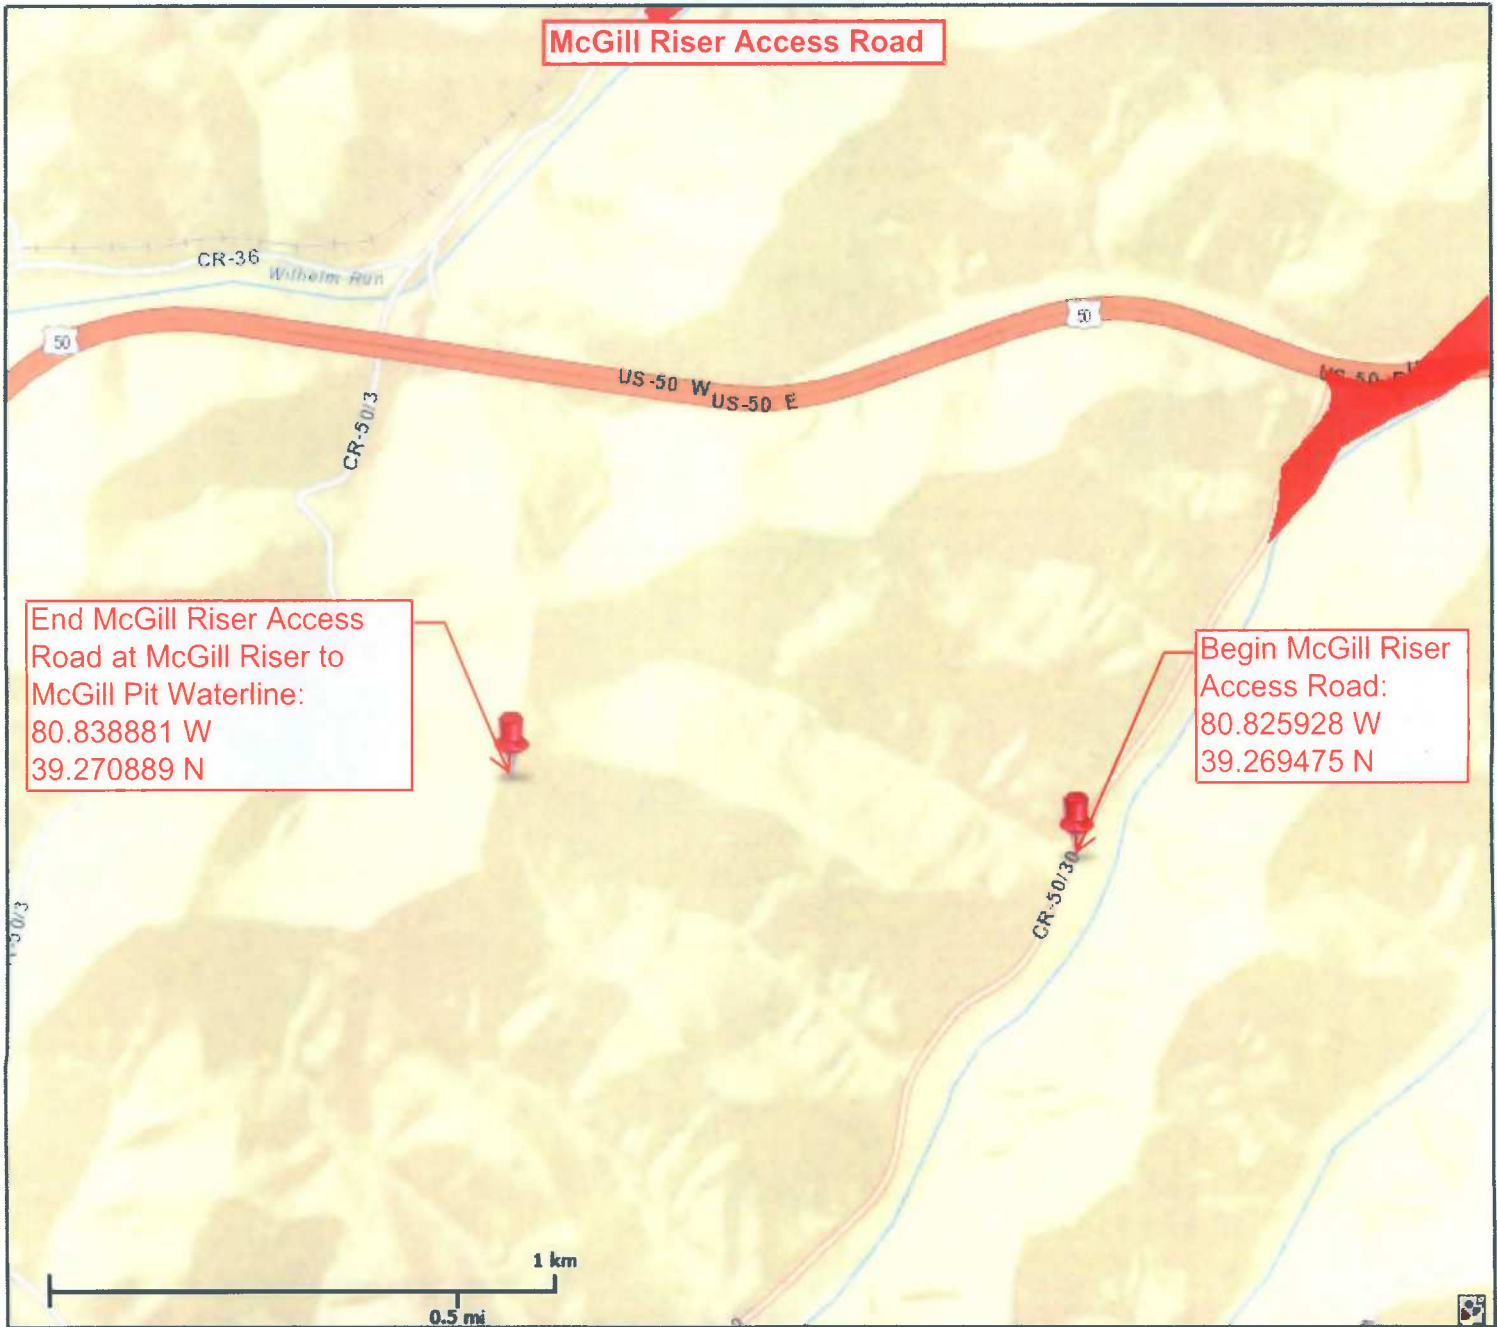 McGill Riser Access Road
CR-36
Wilhelm Run
50
50
US-50 W
US-50 E
US-50 E
CR-50/3
End McGill Riser Access
Road at McGill Riser to
McGill Pit Waterline:
80.838881 W
39.270889 N
Begin McGill Riser
Access Road:
80.825928 W
39.269475 N
CR-50/30
1 km
0.5 mi